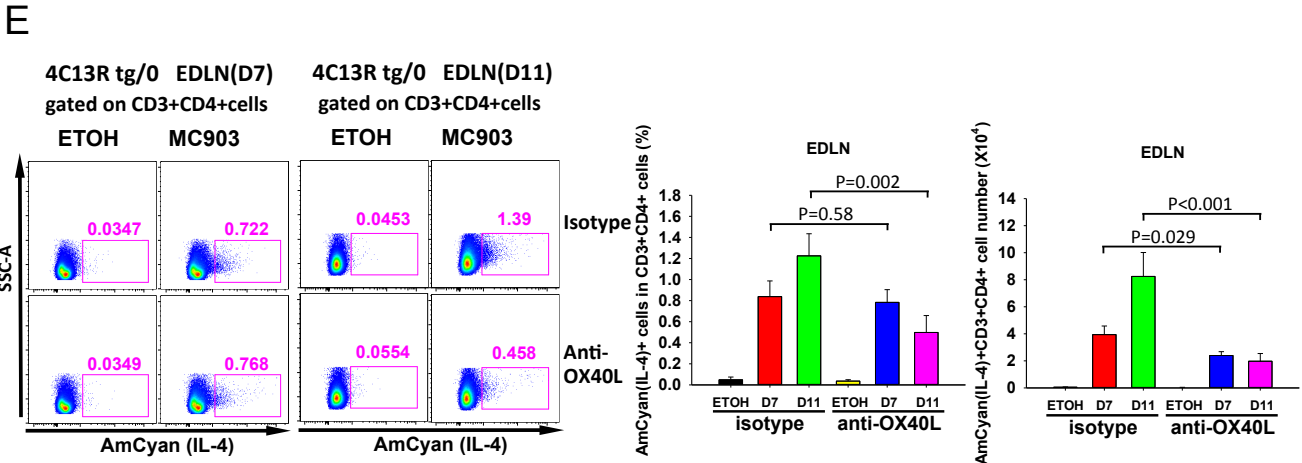 E
4C13R tg/0 EDLN(D7)
gated on CD3+CD4+cells
ETOH MC903
4C13R tg/0 EDLN(D11)
gated on CD3+CD4+cells
ETOH MC903
SSC-A
0.0347 0.722 0.0453 1.39 Isotype
0.0349 0.768 0.0554 0.458 Anti-
OX40L
AmCyan (IL-4) AmCyan (IL-4)
AmCyan(IL-4)+ cells in CD3+CD4+ cells (%)
EDLN
P=0.002
P=0.58
1.8
1.6
1.4
1.2
1.0
0.8
0.6
0.4
0.2
0.0
ETOH D7 D11 ETOH D7 D11
isotype anti-OX40L
AmCyan(IL-4)+CD3+CD4+ cell number (X10⁴)
EDLN
P<0.001
P=0.029
14
12
10
8
6
4
2
0
ETOH D7 D11 ETOH D7 D11
isotype anti-OX40L